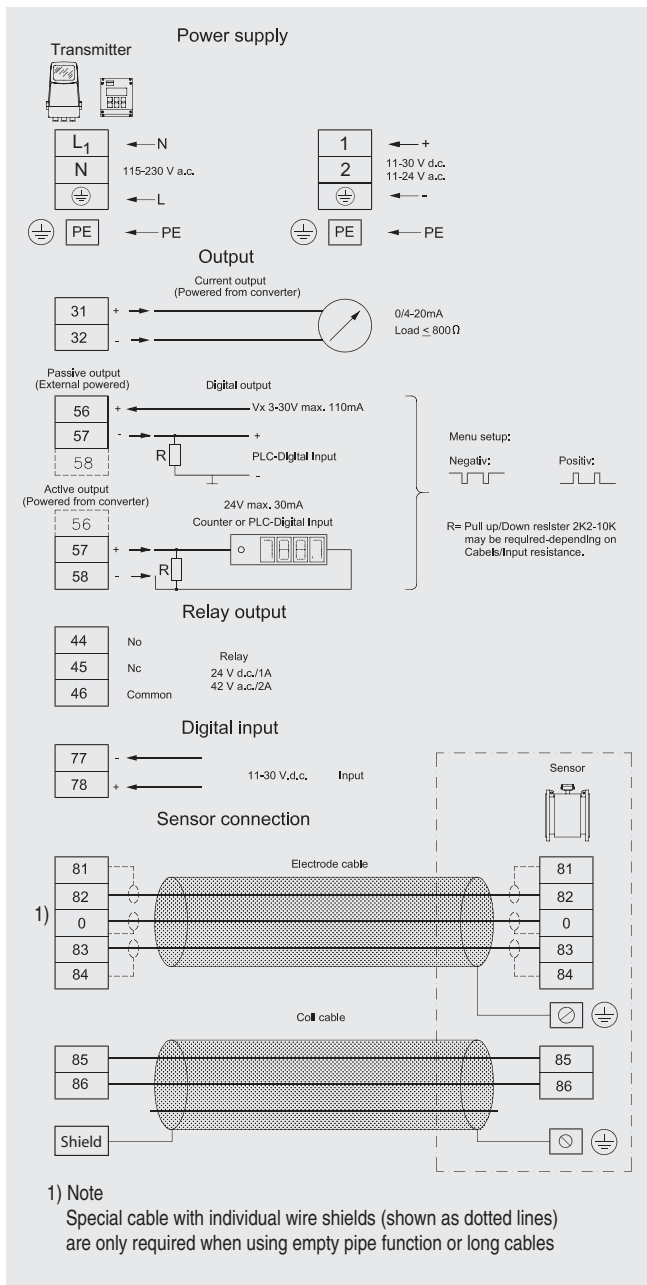 Power supply
Transmitter
L1 N 1 +
N 115-230 V a.c. 2 11-30 V d.c.
11-24 V a.c.
L -
PE PE PE PE
Output
Current output
(Powered from converter)
31 + 0/4-20mA
32 - Load ≤ 800 Ω
Passive output
(External powered)
Digital output
56 + Vx 3-30V max. 110mA
57 - +
R PLC-Digital Input
58 -
Menu setup:
Negativ: Positiv:
Active output
(Powered from converter)
56 24V max. 30mA
Counter or PLC-Digital Input
57 +
58 - R
R= Pull up/Down resister 2K2-10K
may be required-depending on
Cabels/Input resistance.
Relay output
44 No
45 Nc
46 Common
Relay
24 V d.c./1A
42 V a.c./2A
Digital input
77 -
78 +
11-30 V.d.c. Input
Sensor
Sensor connection
Electrode cable
81 81
82 82
1) 0 0
83 83
84 84
Coil cable
85 85
86 86
Shield
1) Note
Special cable with individual wire shields (shown as dotted lines)
are only required when using empty pipe function or long cables